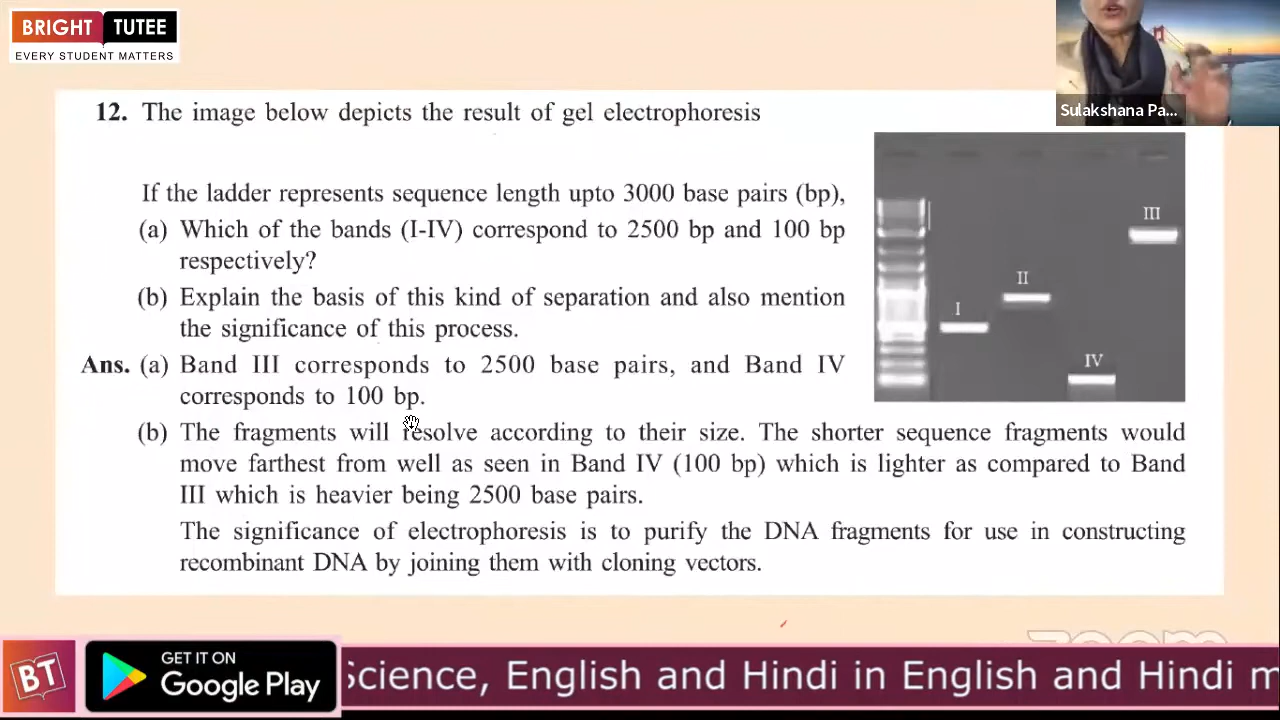 BRIGHT TUTEE
EVERY STUDENT MATTERS
Sulakshana Pa...
12. The image below depicts the result of gel electrophoresis
If the ladder represents sequence length upto 3000 base pairs (bp),
(a) Which of the bands (I-IV) correspond to 2500 bp and 100 bp
respectively?
(b) Explain the basis of this kind of separation and also mention
the significance of this process.
III
II
I
IV
Ans. (a) Band III corresponds to 2500 base pairs, and Band IV
corresponds to 100 bp.
(b) The fragments will resolve according to their size. The shorter sequence fragments would
move farthest from well as seen in Band IV (100 bp) which is lighter as compared to Band
III which is heavier being 2500 base pairs.
The significance of electrophoresis is to purify the DNA fragments for use in constructing
recombinant DNA by joining them with cloning vectors.
zoom
BT
GET IT ON
Google Play
Science, English and Hindi in English and Hindi m